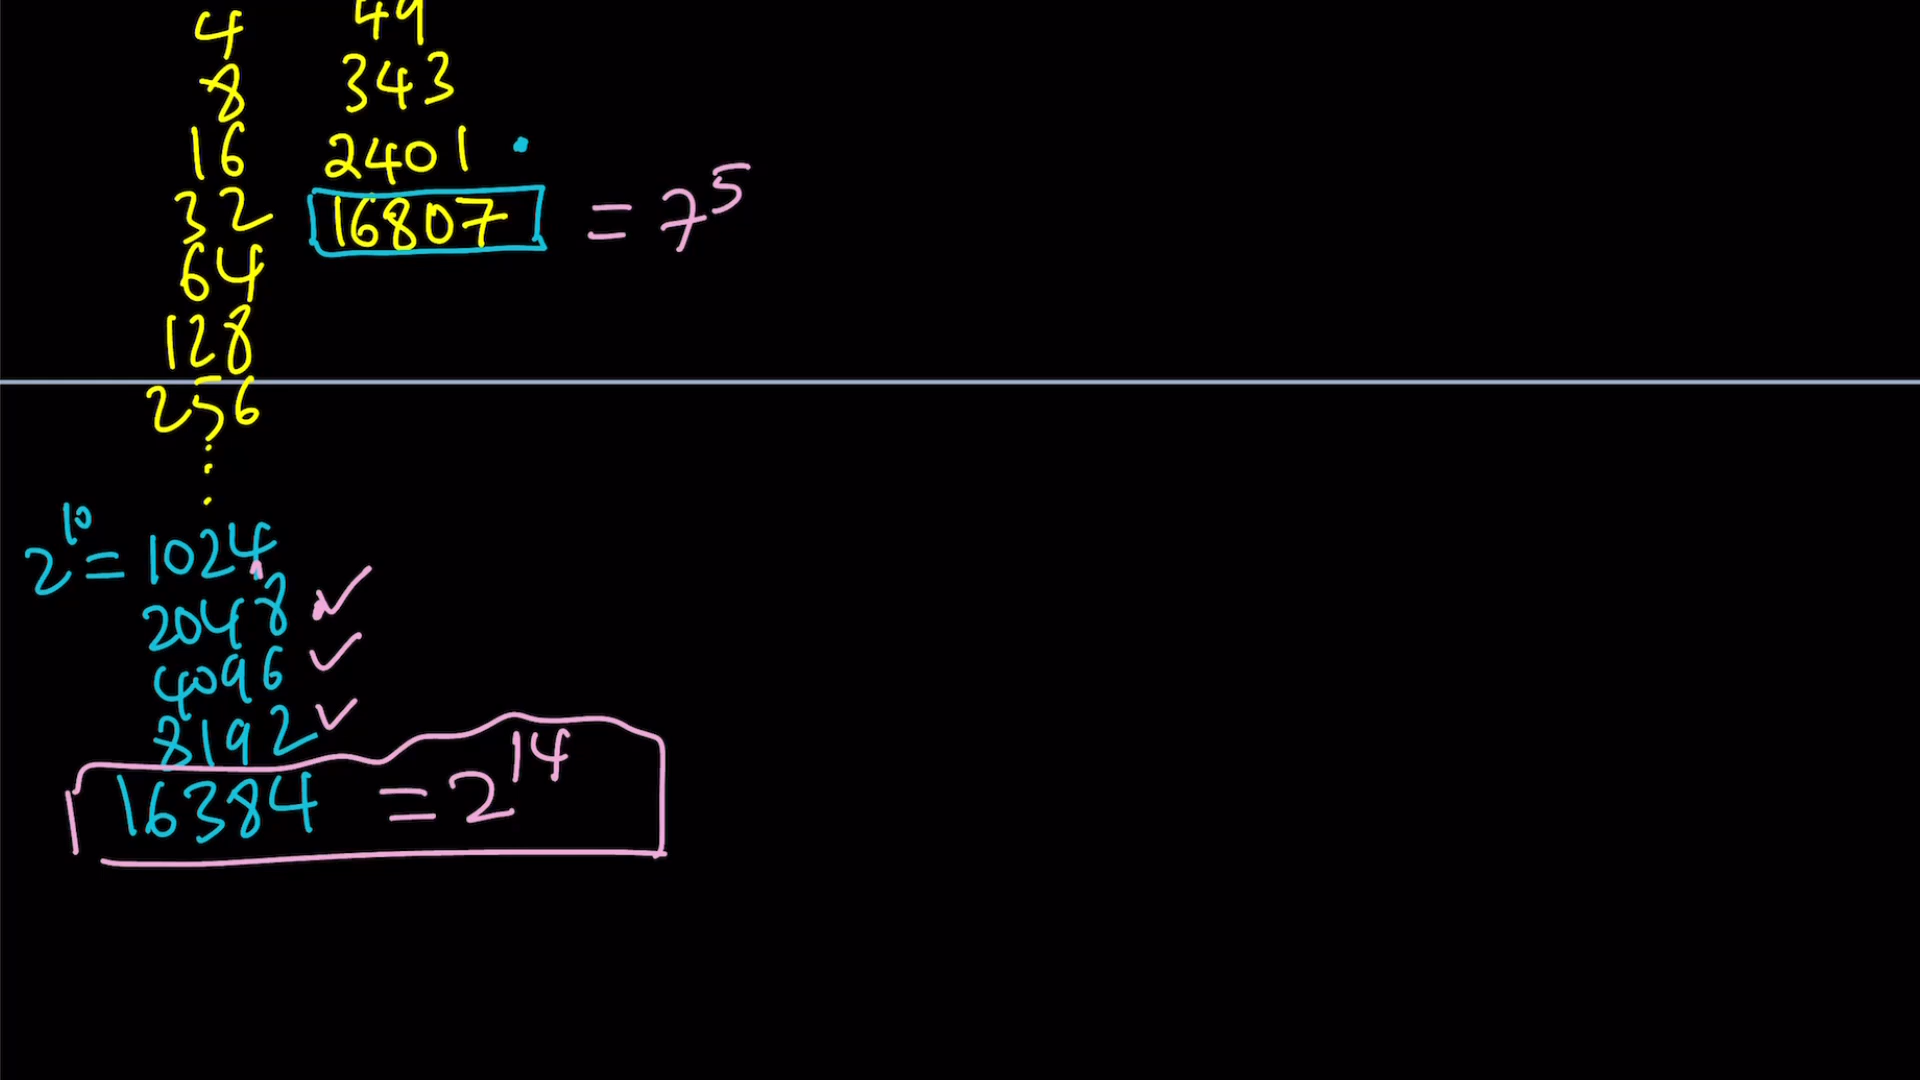 4 49
8 343
16 2401 .
32 16807 = 7^5
64
128
256
⋮
2^10 = 1024
2048 ✓
4096 ✓
8192 ✓
16384 = 2^14